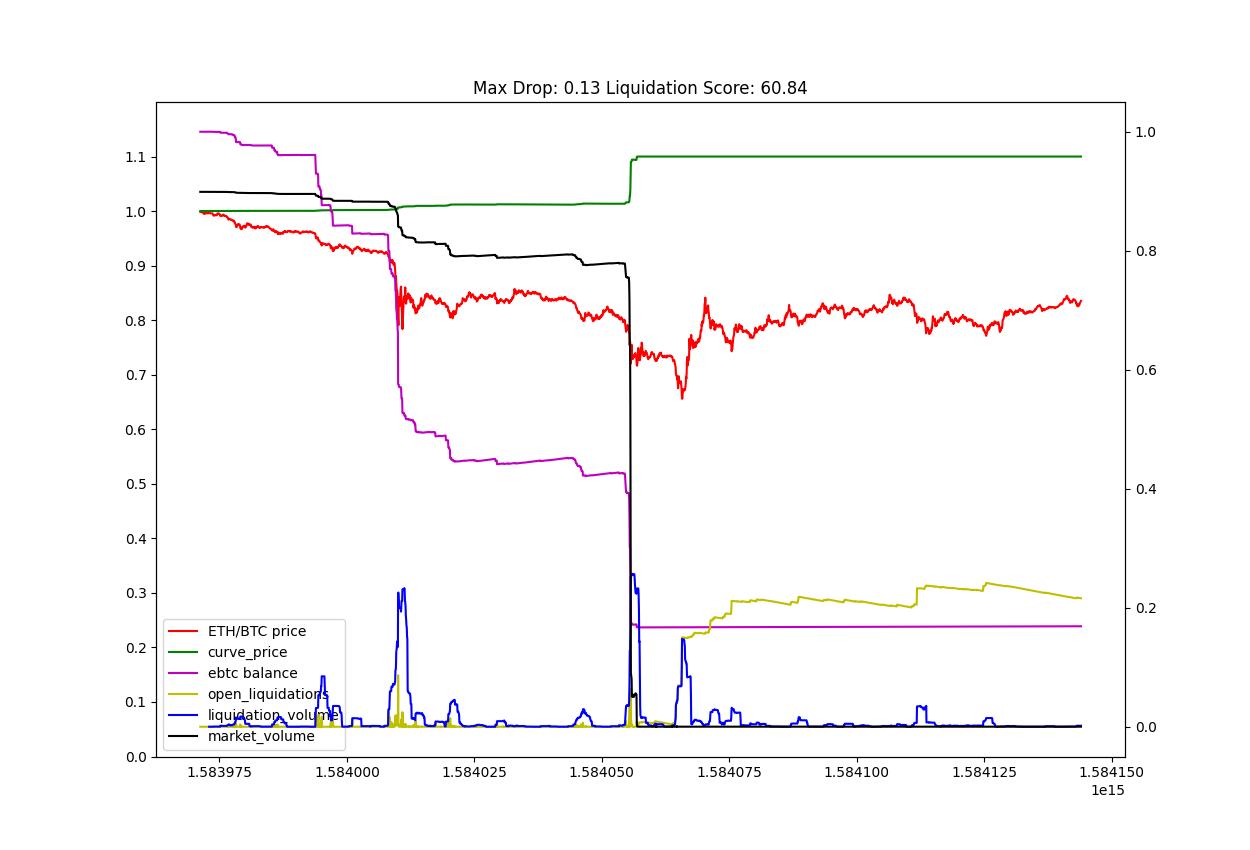 Max Drop: 0.13 Liquidation Score: 60.84
1.1
1.0
0.9
0.8
0.7
0.6
0.5
0.4
0.3
0.2
0.1
0.0
1.0
0.8
0.6
0.4
0.2
0.0
ETH/BTC price
curve_price
ebtc balance
open_liquidations
liquidation_volume
market_volume
1.583975 1.584000 1.584025 1.584050 1.584075 1.584100 1.584125 1.584150
1e15